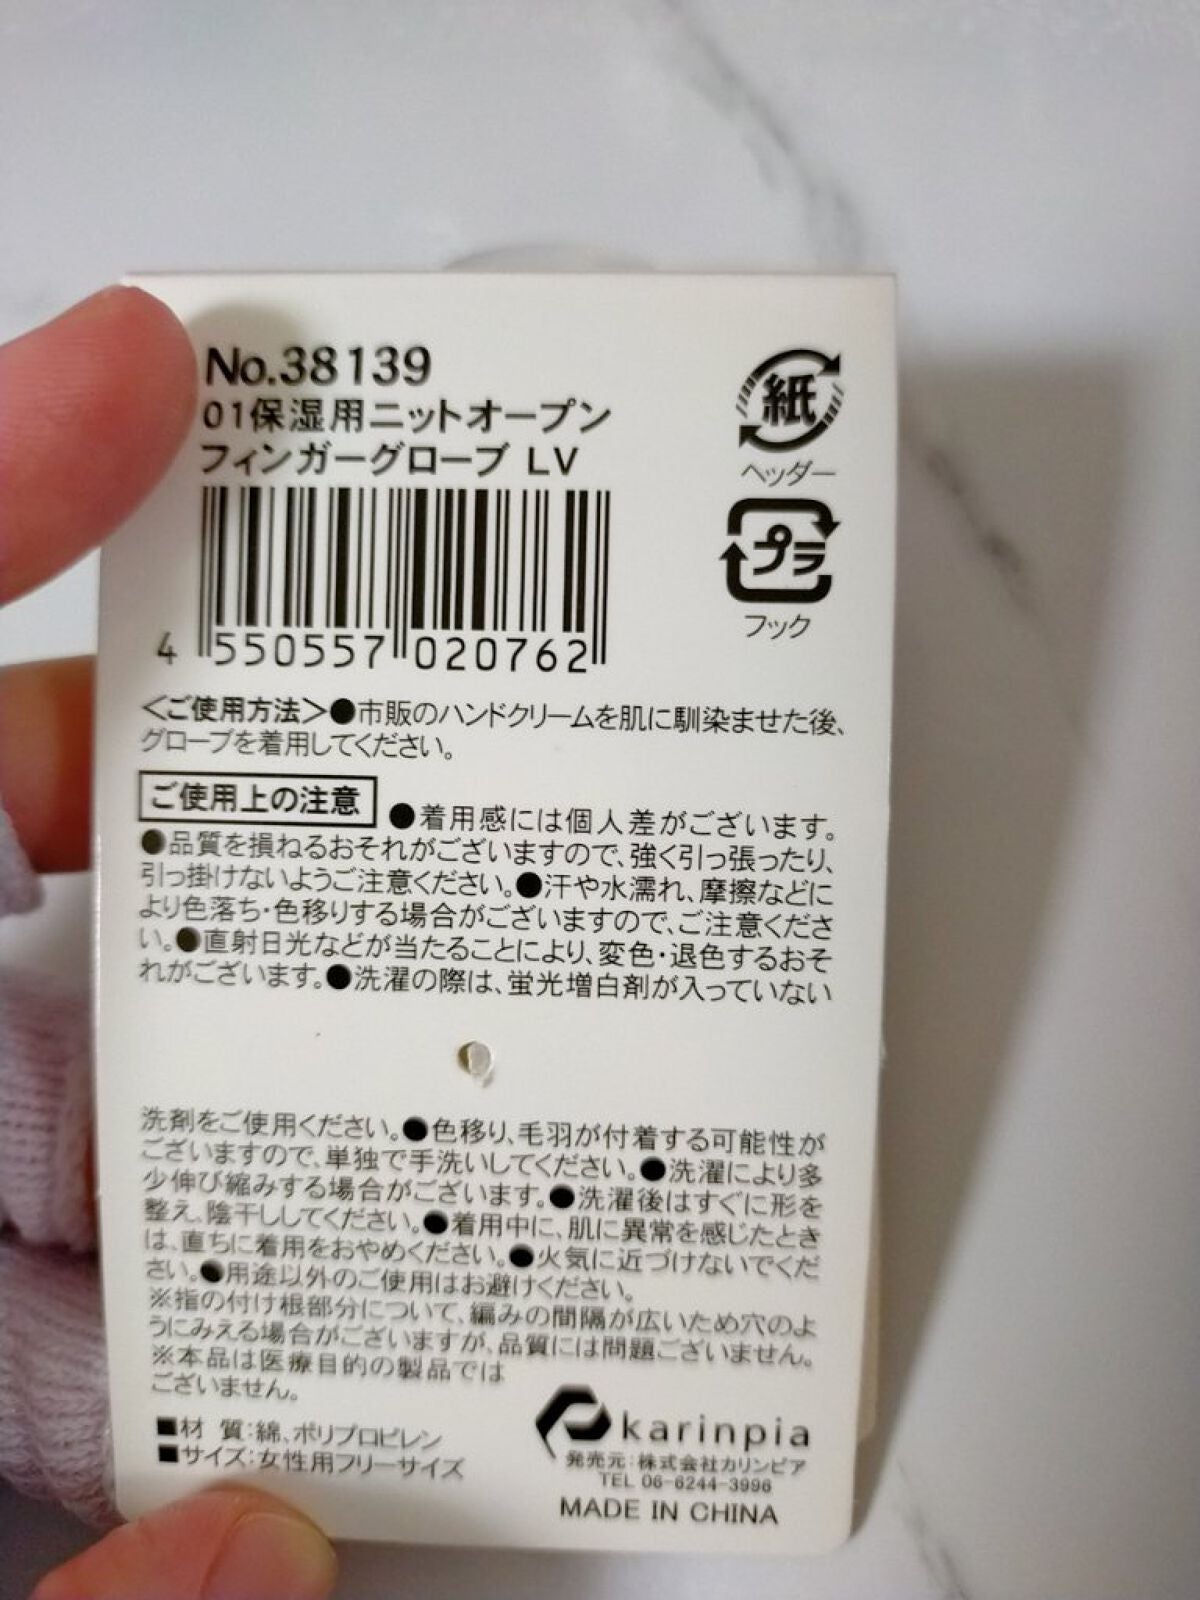 No.38139
01保湿用ニットオープン
フィンガーグローブ LV
紙
ヘッダー
プラ
フック
4 550557 020762
<ご使用方法>●市販のハンドクリームを肌に馴染ませた後、
グローブを着用してください。
ご使用上の注意 ●着用感には個人差がございます。
●品質を損ねるおそれがございますので、強く引っ張ったり、
引っ掛けないようご注意ください。●汗や水濡れ、摩擦などに
より色落ち・色移りする場合がございますので、ご注意くださ
い。●直射日光などが当たることにより、変色・退色するおそ
れがございます。●洗濯の際は、蛍光増白剤が入っていない
洗剤をご使用ください。●色移り、毛羽が付着する可能性が
ございますので、単独で手洗いしてください。●洗濯により多
少伸び縮みする場合がございます。●洗濯後はすぐに形を
整え、陰干ししてください。●着用中に、肌に異常を感じたとき
は、直ちに着用をおやめください。●火気に近づけないでくだ
さい。●用途以外のご使用はお避けください。
※指の付け根部分について、編みの間隔が広いため穴のよ
うにみえる場合がございますが、品質には問題ございません。
※本品は医療目的の製品では
ございません。
■材 質:綿、ポリプロピレン
■サイズ:女性用フリーサイズ
karinpia
発売元:株式会社カリンピア
TEL 06-6244-3996
MADE IN CHINA